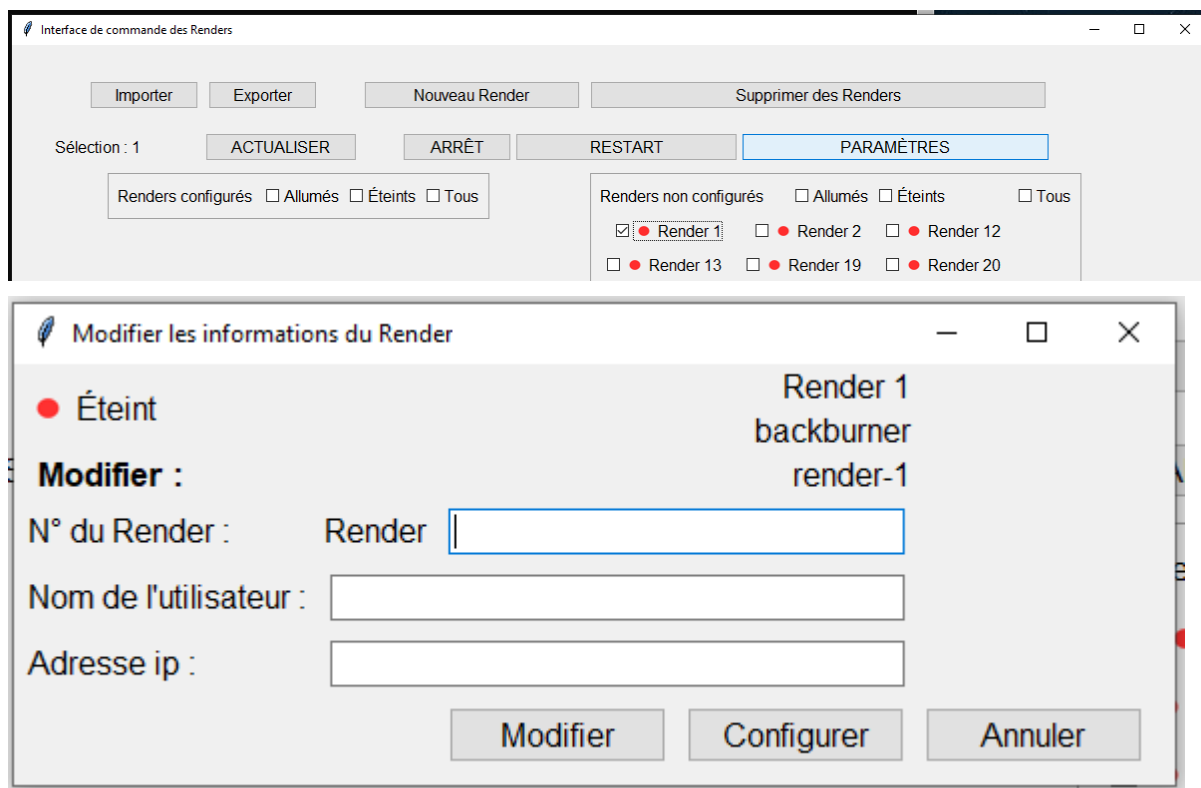 Interface de commande des Renders
Importer Exporter Nouveau Render Supprimer des Renders
Sélection : 1 ACTUALISER ARRÊT RESTART PARAMÈTRES
Renders configurés Allumés Éteints Tous
Renders non configurés Allumés Éteints Tous
Render 1 Render 2 Render 12
Render 13 Render 19 Render 20
Modifier les informations du Render
Éteint
Render 1
backburner
render-1
Modifier :
N° du Render : Render
Nom de l'utilisateur :
Adresse ip :
Modifier Configurer Annuler